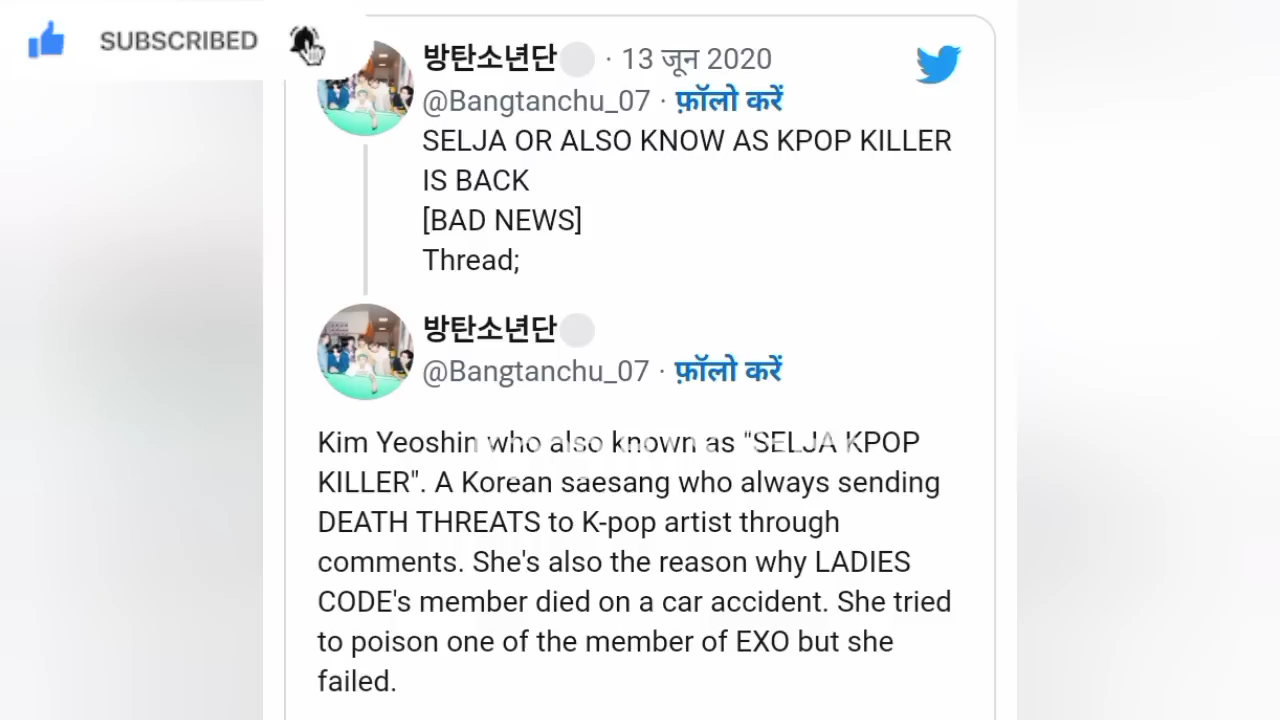 SUBSCRIBED
방탄소년단 · 13 जून 2020
@Bangtanchu_07 · फ़ॉलो करें
SELJA OR ALSO KNOW AS KPOP KILLER
IS BACK
[BAD NEWS]
Thread;
방탄소년단
@Bangtanchu_07 · फ़ॉलो करें
Kim Yeoshin who also known as "SELJA KPOP
KILLER". A Korean saesang who always sending
DEATH THREATS to K-pop artist through
comments. She's also the reason why LADIES
CODE's member died on a car accident. She tried
to poison one of the member of EXO but she
failed.